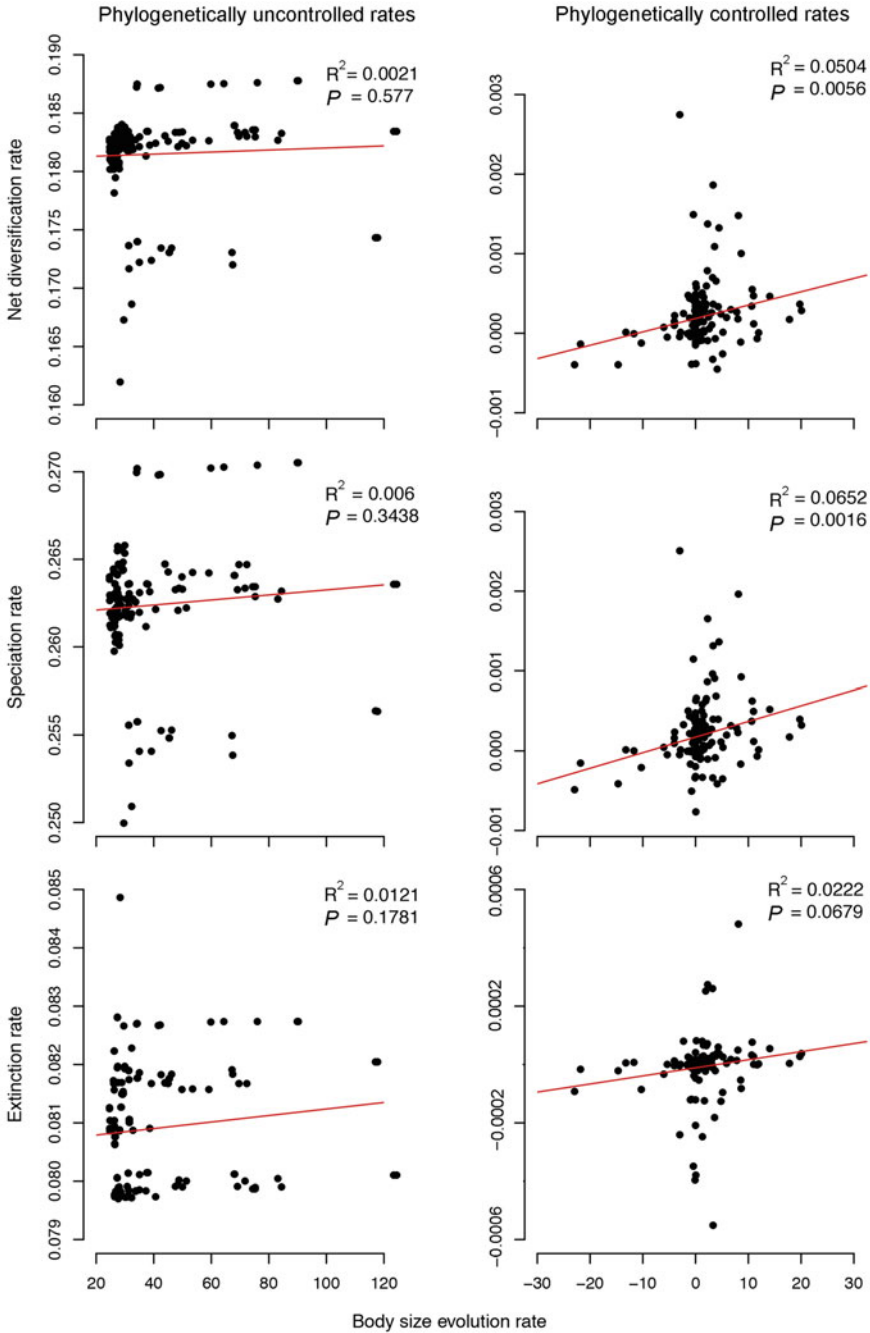 Phylogenetically uncontrolled rates
Phylogenetically controlled rates
Net diversification rate
0.190
0.185
0.180
0.175
0.170
0.165
0.160
R² = 0.0021
P = 0.577
0.003
0.002
0.001
0.000
−0.001
R² = 0.0504
P = 0.0056
Speciation rate
0.270
0.265
0.260
0.255
0.250
R² = 0.006
P = 0.3438
0.003
0.002
0.001
0.000
−0.001
R² = 0.0652
P = 0.0016
Extinction rate
0.085
0.084
0.083
0.082
0.081
0.080
0.079
R² = 0.0121
P = 0.1781
20 40 60 80 100 120
0.0006
0.0002
−0.0002
−0.0006
R² = 0.0222
P = 0.0679
−30 −20 −10 0 10 20 30
Body size evolution rate